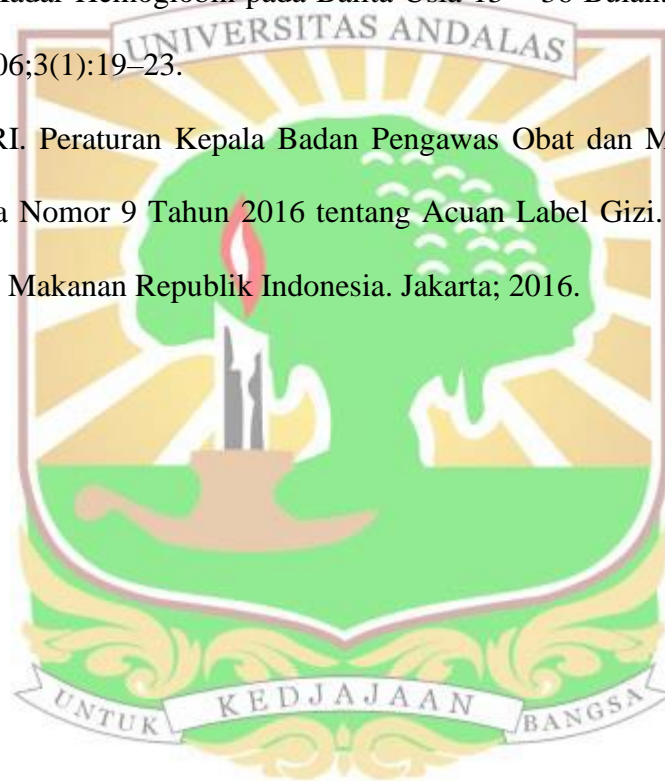 Kadar Hemoglobin pada Balita Usia 13 – 36 Bulan.
UNIVERSITAS ANDALAS
06;3(1):19–23.
RI. Peraturan Kepala Badan Pengawas Obat dan M
a Nomor 9 Tahun 2016 tentang Acuan Label Gizi.
Makanan Republik Indonesia. Jakarta; 2016.
UNTUK KEDJAJAAN BANGSA